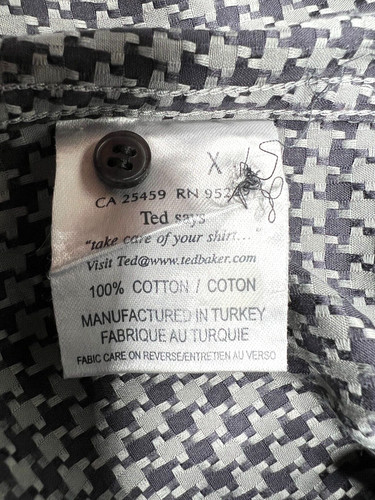 X
CA 25459 RN 952
Ted says
"take care of your shirt..."
Visit Ted@www.tedbaker.com
100% COTTON / COTON
MANUFACTURED IN TURKEY
FABRIQUE AU TURQUIE
FABIC CARE ON REVERSE/ENTRETIEN AU VERSO